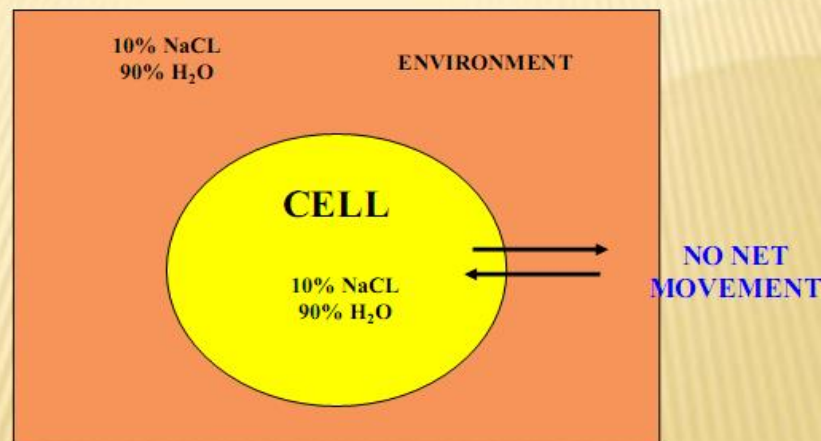 10% NaCL
90% H₂O
ENVIRONMENT
CELL
10% NaCL
90% H₂O
NO NET
MOVEMENT